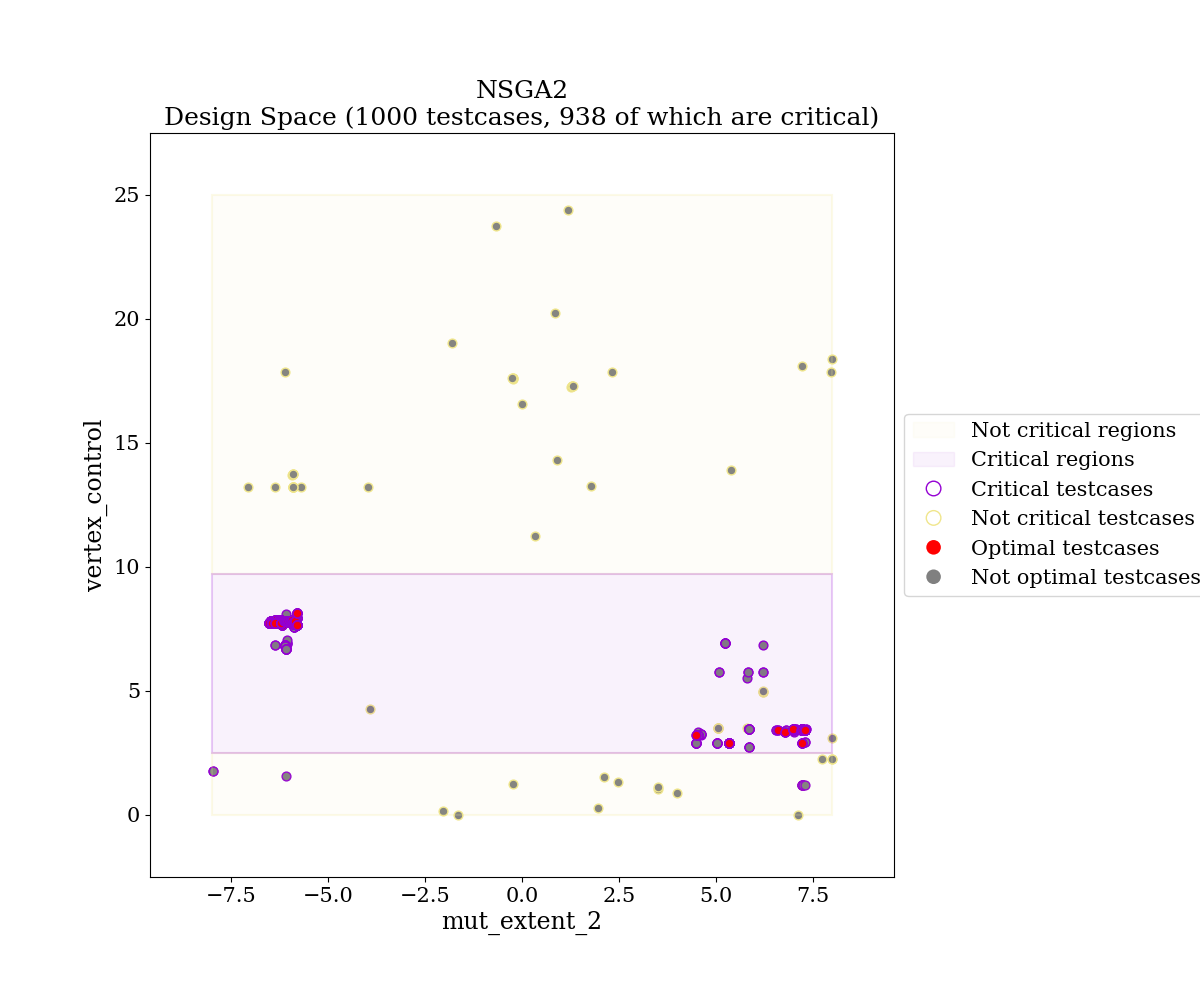 NSGA2
Design Space (1000 testcases, 938 of which are critical)
25
20
15
10
5
0
vertex_control
−7.5
−5.0
−2.5
0.0
2.5
5.0
7.5
mut_extent_2
Not critical regions
Critical regions
Critical testcases
Not critical testcases
Optimal testcases
Not optimal testcases